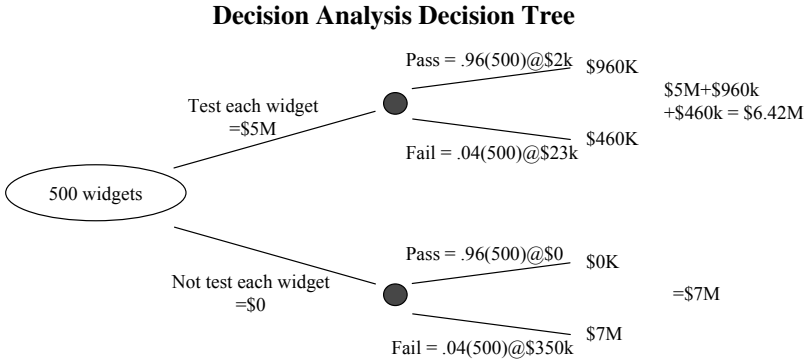 Decision Analysis Decision Tree
Pass = .96(500)@$2k
$960K
$5M+$960k
+$460k = $6.42M
Test each widget
=$5M
$460K
Fail = .04(500)@$23k
500 widgets
Pass = .96(500)@$0
$0K
Not test each widget
=$0
=$7M
$7M
Fail = .04(500)@$350k